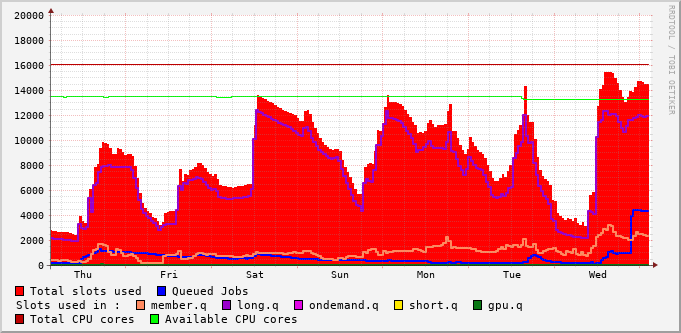 20000
18000
16000
14000
12000
10000
8000
6000
4000
2000
0
Thu Fri Sat Sun Mon Tue Wed
Total slots used Queued Jobs
Slots used in : member.q long.q ondemand.q short.q gpu.q
Total CPU cores Available CPU cores
RRDTOOL / TOBI OETIKER